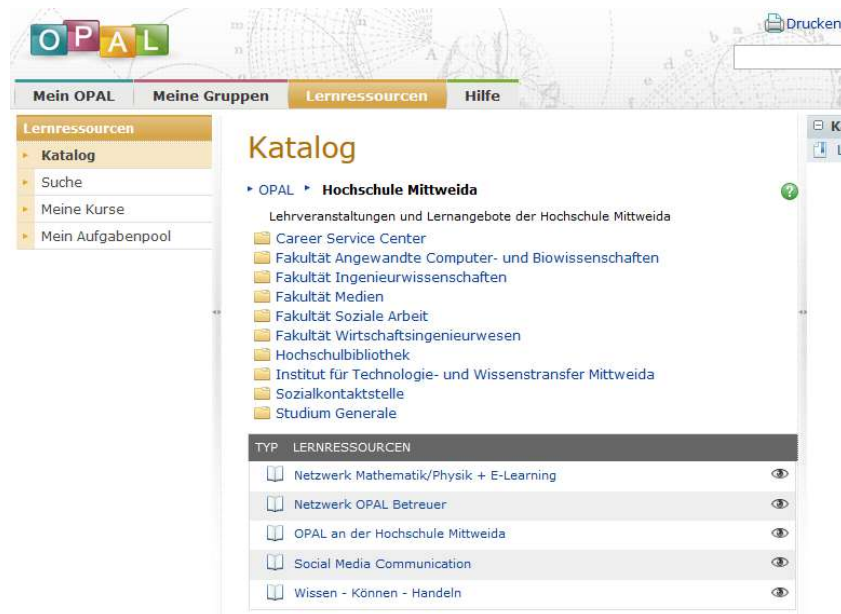 OPAL
Drucken
Mein OPAL Meine Gruppen Lernressourcen Hilfe
Lernressourcen
Katalog
Suche
Meine Kurse
Mein Aufgabenpool
Katalog
OPAL Hochschule Mittweida
Lehrveranstaltungen und Lernangebote der Hochschule Mittweida
Career Service Center
Fakultät Angewandte Computer- und Biowissenschaften
Fakultät Ingenieurwissenschaften
Fakultät Medien
Fakultät Soziale Arbeit
Fakultät Wirtschaftsingenieurwesen
Hochschulbibliothek
Institut für Technologie- und Wissenstransfer Mittweida
Sozialkontaktstelle
Studium Generale
TYP LERNRESSOURCEN
Netzwerk Mathematik/Physik + E-Learning
Netzwerk OPAL Betreuer
OPAL an der Hochschule Mittweida
Social Media Communication
Wissen - Können - Handeln